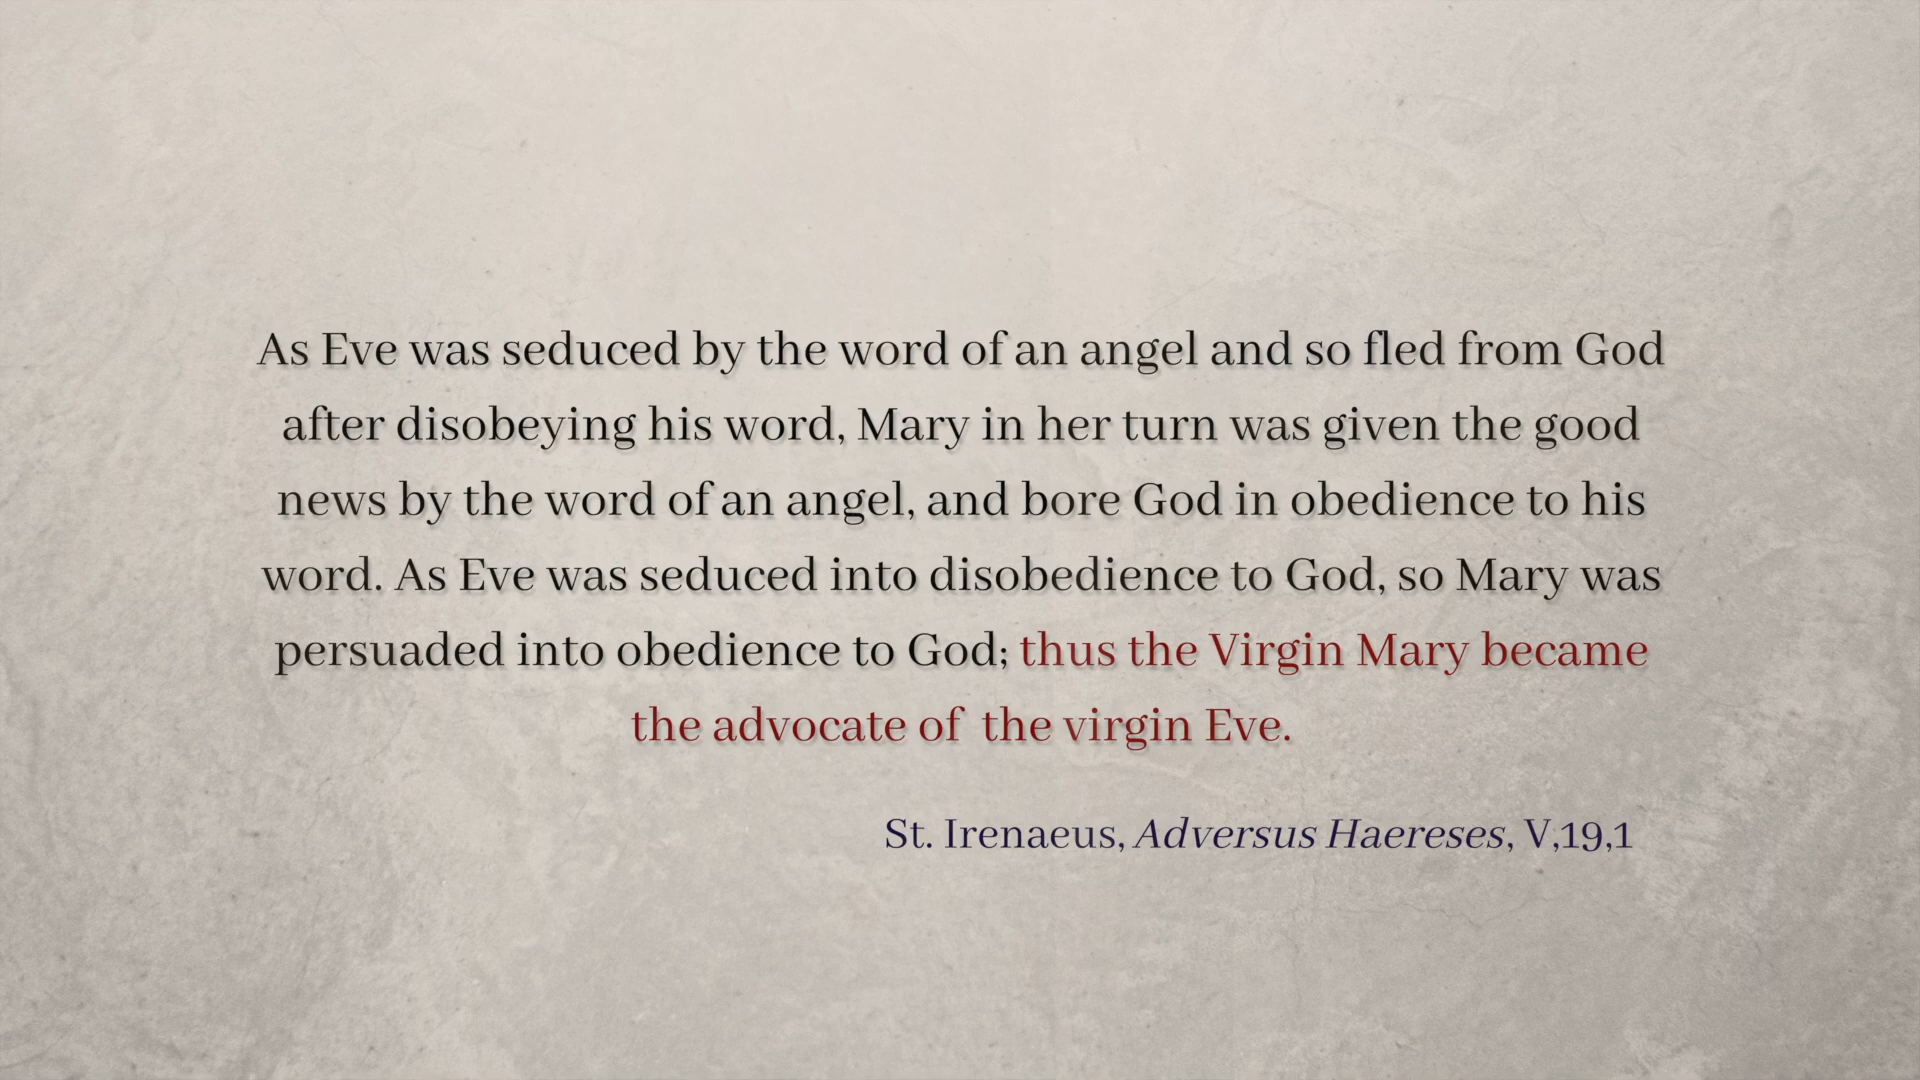 As Eve was seduced by the word of an angel and so fled from God
after disobeying his word, Mary in her turn was given the good
news by the word of an angel, and bore God in obedience to his
word. As Eve was seduced into disobedience to God, so Mary was
persuaded into obedience to God; thus the Virgin Mary became
the advocate of  the virgin Eve.
St. Irenaeus, Adversus Haereses, V,19,1